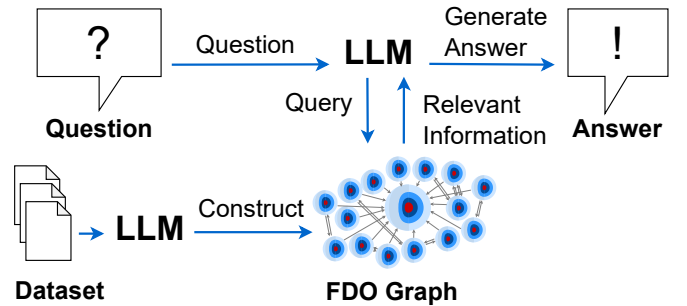 ?
Question
LLM
Generate
Answer
!
Question
Query
Relevant
Information
Answer
LLM
Construct
Dataset
FDO Graph